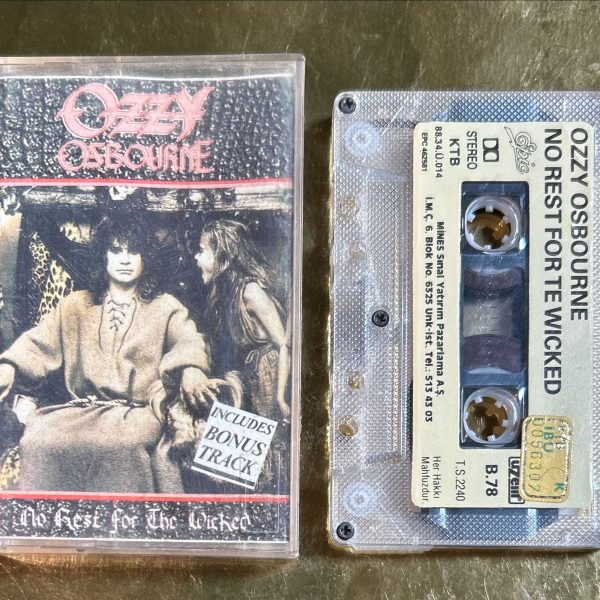 OZZY
OSBOURNE
INCLUDES
BONUS
TRACK
No Rest for The Wicked
OZZY OSBOURNE
NO REST FOR TE WICKED
Epic
STEREO
KTB
88.34.Ü.014
EPC 462581
MİNES Sınai Yatırım Pazarlama A.Ş.
İ.M.Ç. 6. Blok No. 6325 Unk-İst. Tel.: 513 43 03
uzelli
B.78
T.S.2240
Her Hakkı
Mahfuzdur.